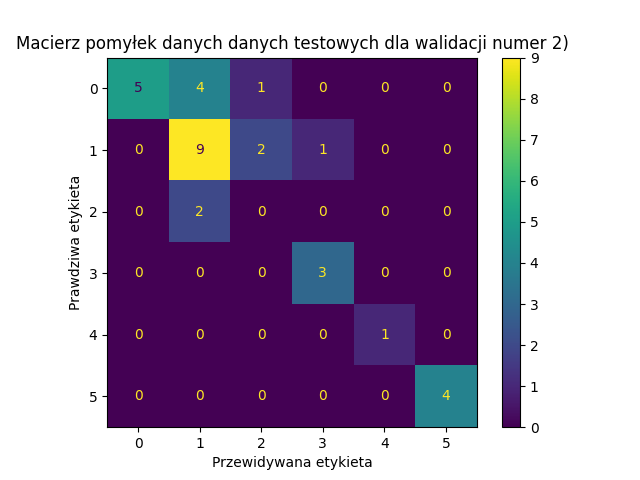 Macierz pomyłek danych danych testowych dla walidacji numer 2)
0 5 4 1 0 0 0
1 0 9 2 1 0 0
2 0 2 0 0 0 0
3 0 0 0 3 0 0
4 0 0 0 0 1 0
5 0 0 0 0 0 4
0 1 2 3 4 5
Prawdziwa etykieta
Przewidywana etykieta
9
8
7
6
5
4
3
2
1
0